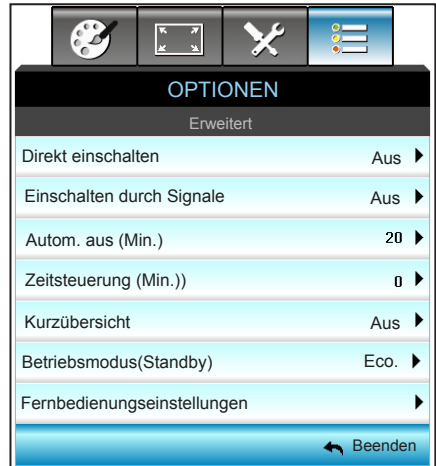 OPTIONEN
Erweitert
Direkt einschalten Aus
Einschalten durch Signale Aus
Autom. aus (Min.) 20
Zeitsteuerung (Min.)) 0
Kurzübersicht Aus
Betriebsmodus(Standby) Eco.
Fernbedienungseinstellungen
Beenden